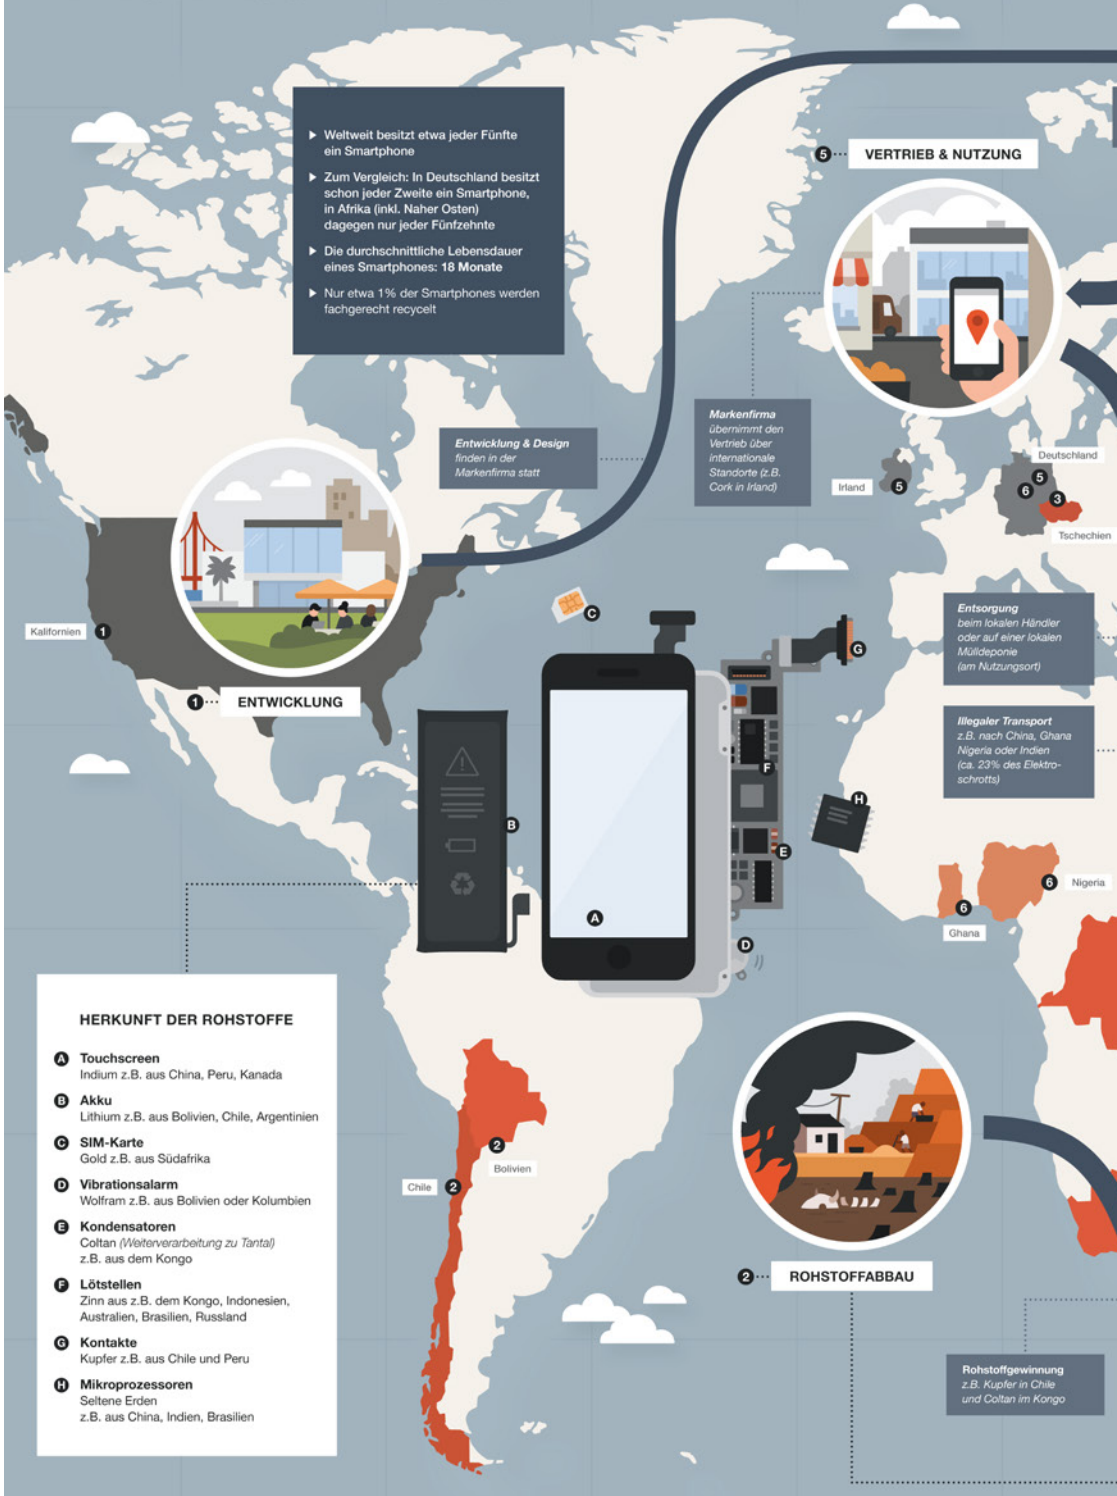 ▶ Weltweit besitzt etwa jeder Fünfte
ein Smartphone
▶ Zum Vergleich: In Deutschland besitzt
schon jeder Zweite ein Smartphone,
in Afrika (inkl. Naher Osten)
dagegen nur jeder Fünfzehnte
▶ Die durchschnittliche Lebensdauer
eines Smartphones: 18 Monate
▶ Nur etwa 1% der Smartphones werden
fachgerecht recycelt
5 VERTRIEB & NUTZUNG
Entwicklung & Design
finden in der
Markenfirma statt
Markenfirma
übernimmt den
Vertrieb über
internationale
Standorte (z.B.
Cork in Irland)
Irland
5
Deutschland
5
6
3
Tschechien
Kalifornien 1
1 ENTWICKLUNG
Entsorgung
beim lokalen Händler
oder auf einer lokalen
Mülldeponie
(am Nutzungsort)
Illegaler Transport
z.B. nach China, Ghana
Nigeria oder Indien
(ca. 23% des Elektro-
schrotts)
C
G
F
H
B
E
A
D
6 Nigeria
6
Ghana
HERKUNFT DER ROHSTOFFE
A Touchscreen
Indium z.B. aus China, Peru, Kanada
B Akku
Lithium z.B. aus Bolivien, Chile, Argentinien
C SIM-Karte
Gold z.B. aus Südafrika
D Vibrationsalarm
Wolfram z.B. aus Bolivien oder Kolumbien
E Kondensatoren
Coltan (Weiterverarbeitung zu Tantal)
z.B. aus dem Kongo
F Lötstellen
Zinn aus z.B. dem Kongo, Indonesien,
Australien, Brasilien, Russland
G Kontakte
Kupfer z.B. aus Chile und Peru
H Mikroprozessoren
Seltene Erden
z.B. aus China, Indien, Brasilien
2
Bolivien
Chile 2
2 ROHSTOFFABBAU
Rohstoffgewinnung
z.B. Kupfer in Chile
und Coltan im Kongo